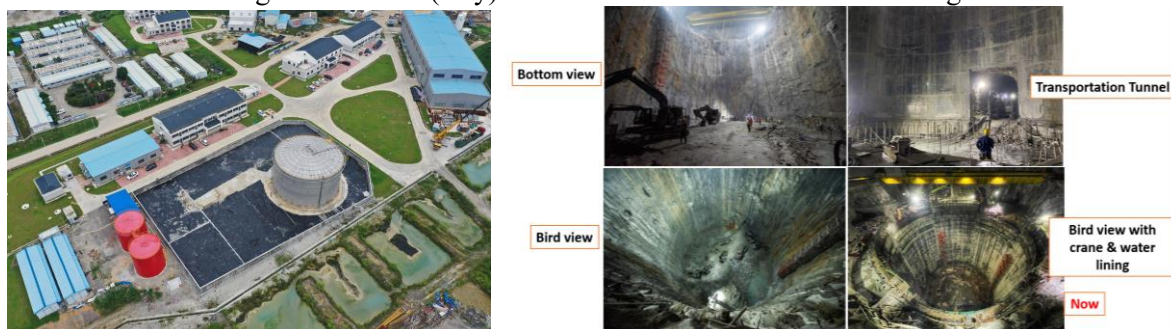 Bottom view
Transportation Tunnel
Bird view
Bird view with
crane & water
lining
Now